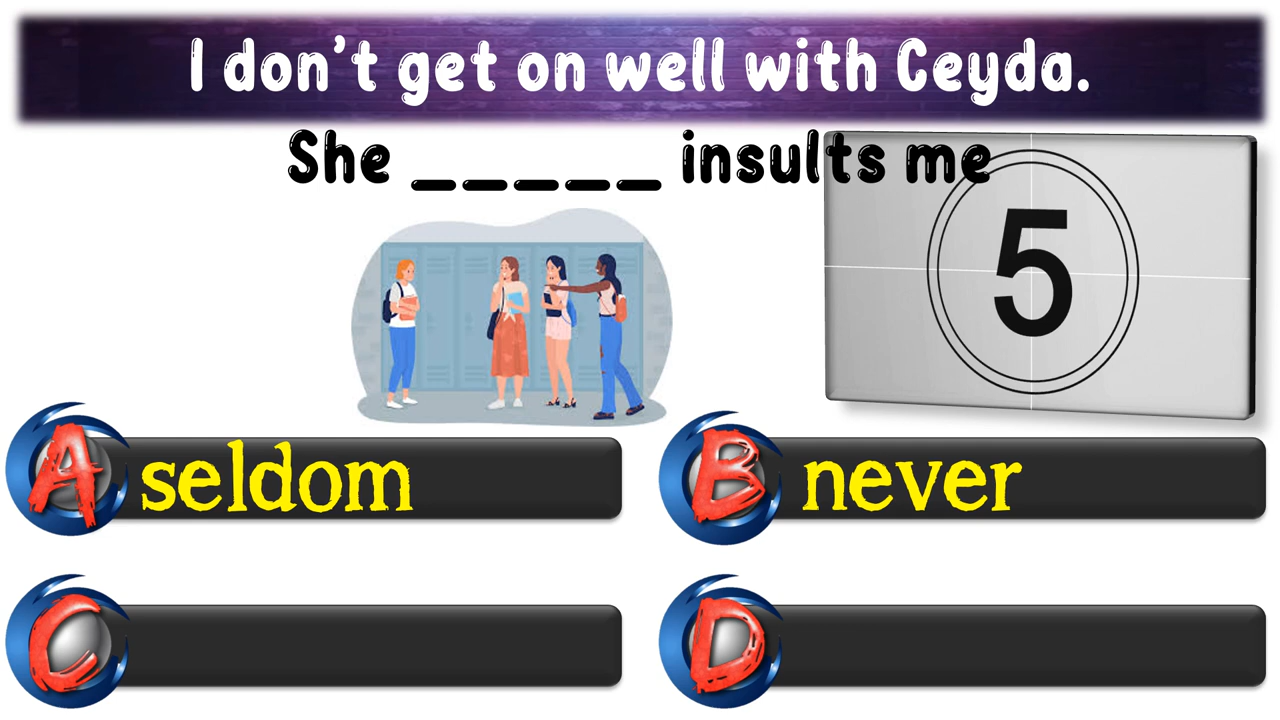 I don't get on well with Ceyda.
She _____ insults me
5
A seldom
B never
C
D